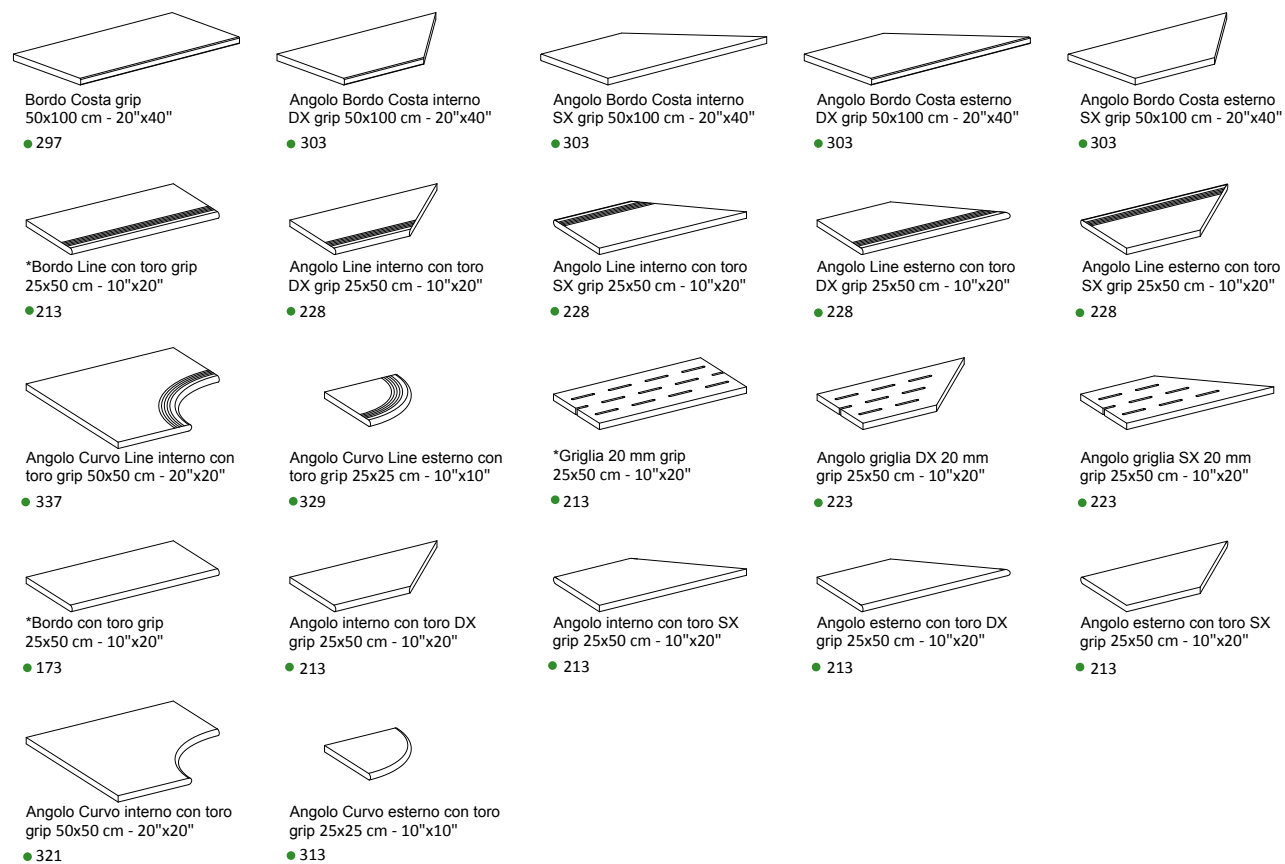 Bordo Costa grip
50x100 cm - 20"x40"
297
Angolo Bordo Costa interno
DX grip 50x100 cm - 20"x40"
303
Angolo Bordo Costa interno
SX grip 50x100 cm - 20"x40"
303
Angolo Bordo Costa esterno
DX grip 50x100 cm - 20"x40"
303
Angolo Bordo Costa esterno
SX grip 50x100 cm - 20"x40"
303
*Bordo Line con toro grip
25x50 cm - 10"x20"
213
Angolo Line interno con toro
DX grip 25x50 cm - 10"x20"
228
Angolo Line interno con toro
SX grip 25x50 cm - 10"x20"
228
Angolo Line esterno con toro
DX grip 25x50 cm - 10"x20"
228
Angolo Line esterno con toro
SX grip 25x50 cm - 10"x20"
228
Angolo Curvo Line interno con
toro grip 50x50 cm - 20"x20"
337
Angolo Curvo Line esterno con
toro grip 25x25 cm - 10"x10"
329
*Griglia 20 mm grip
25x50 cm - 10"x20"
213
Angolo griglia DX 20 mm
grip 25x50 cm - 10"x20"
223
Angolo griglia SX 20 mm
grip 25x50 cm - 10"x20"
223
*Bordo con toro grip
25x50 cm - 10"x20"
173
Angolo interno con toro DX
grip 25x50 cm - 10"x20"
213
Angolo interno con toro SX
grip 25x50 cm - 10"x20"
213
Angolo esterno con toro DX
grip 25x50 cm - 10"x20"
213
Angolo esterno con toro SX
grip 25x50 cm - 10"x20"
213
Angolo Curvo interno con toro
grip 50x50 cm - 20"x20"
321
Angolo Curvo esterno con toro
grip 25x25 cm - 10"x10"
313